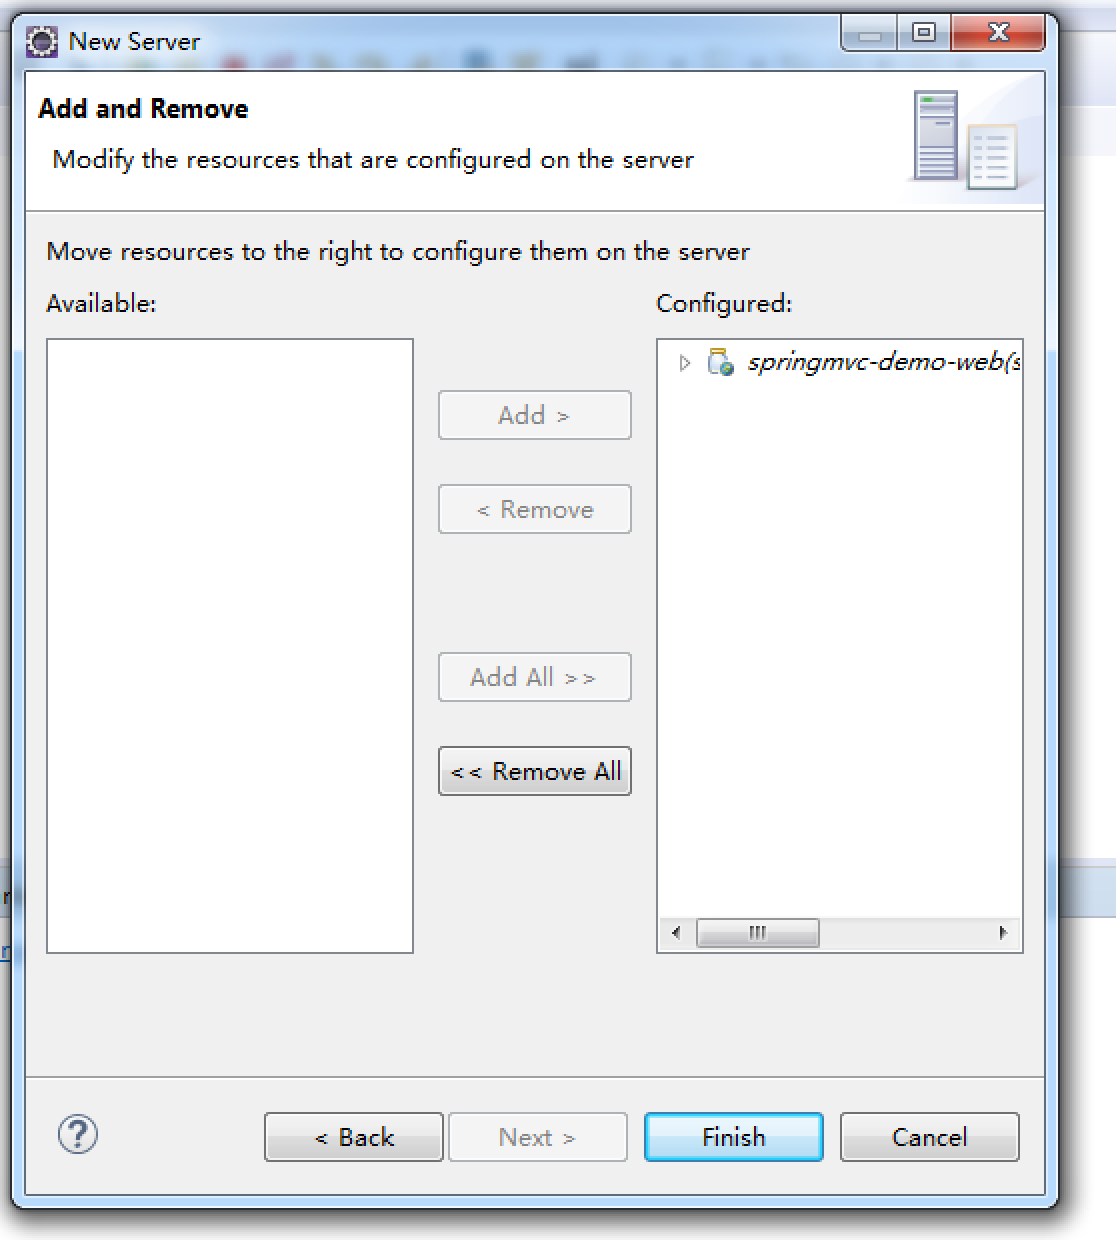 New Server
Add and Remove
Modify the resources that are configured on the server
Move resources to the right to configure them on the server
Available:
Configured:
springmvc-demo-web(s
Add >
< Remove
Add All >>
<< Remove All
< Back
Next >
Finish
Cancel